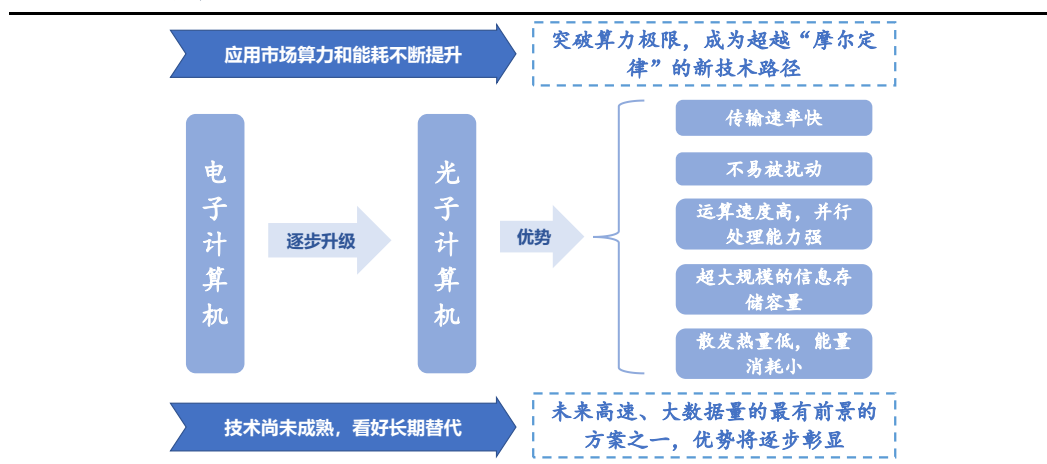 应用市场算力和能耗不断提升
突破算力极限，成为超越“摩尔定
律”的新技术路径
电子计算机
逐步升级
光子计算机
优势
传输速率快
不易被扰动
运算速度高，并行
处理能力强
超大规模的信息存
储容量
散发热量低，能量
消耗小
技术尚未成熟，看好长期替代
未来高速、大数据量的最有前景的
方案之一，优势将逐步彰显